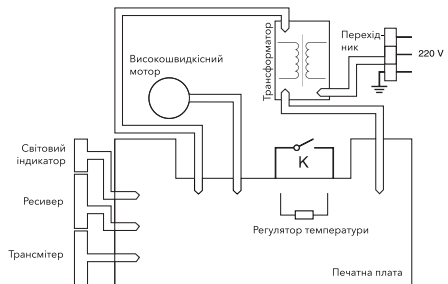 Трансформатор
Перехід-
ник
220 V
Високошвидкісний
мотор
Світовий
індикатор
K
Ресивер
Регулятор температури
Трансмітер
Печатна плата